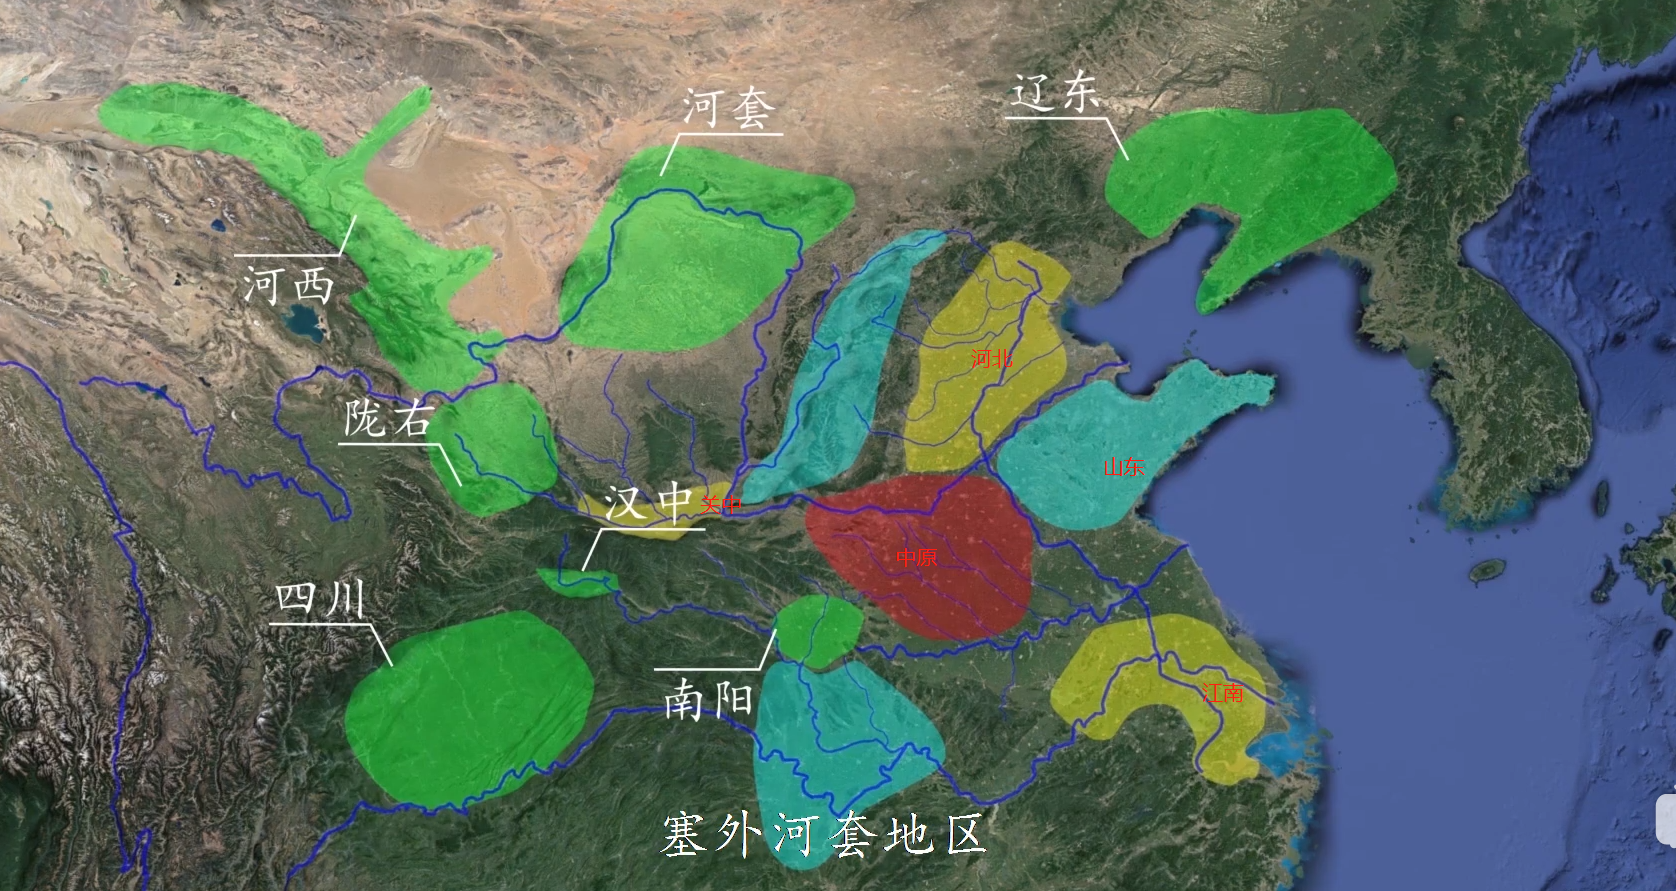 辽东
河套
河西
河北
陇右
山东
汉中
关中
中原
四川
南阳
江南
塞外河套地区